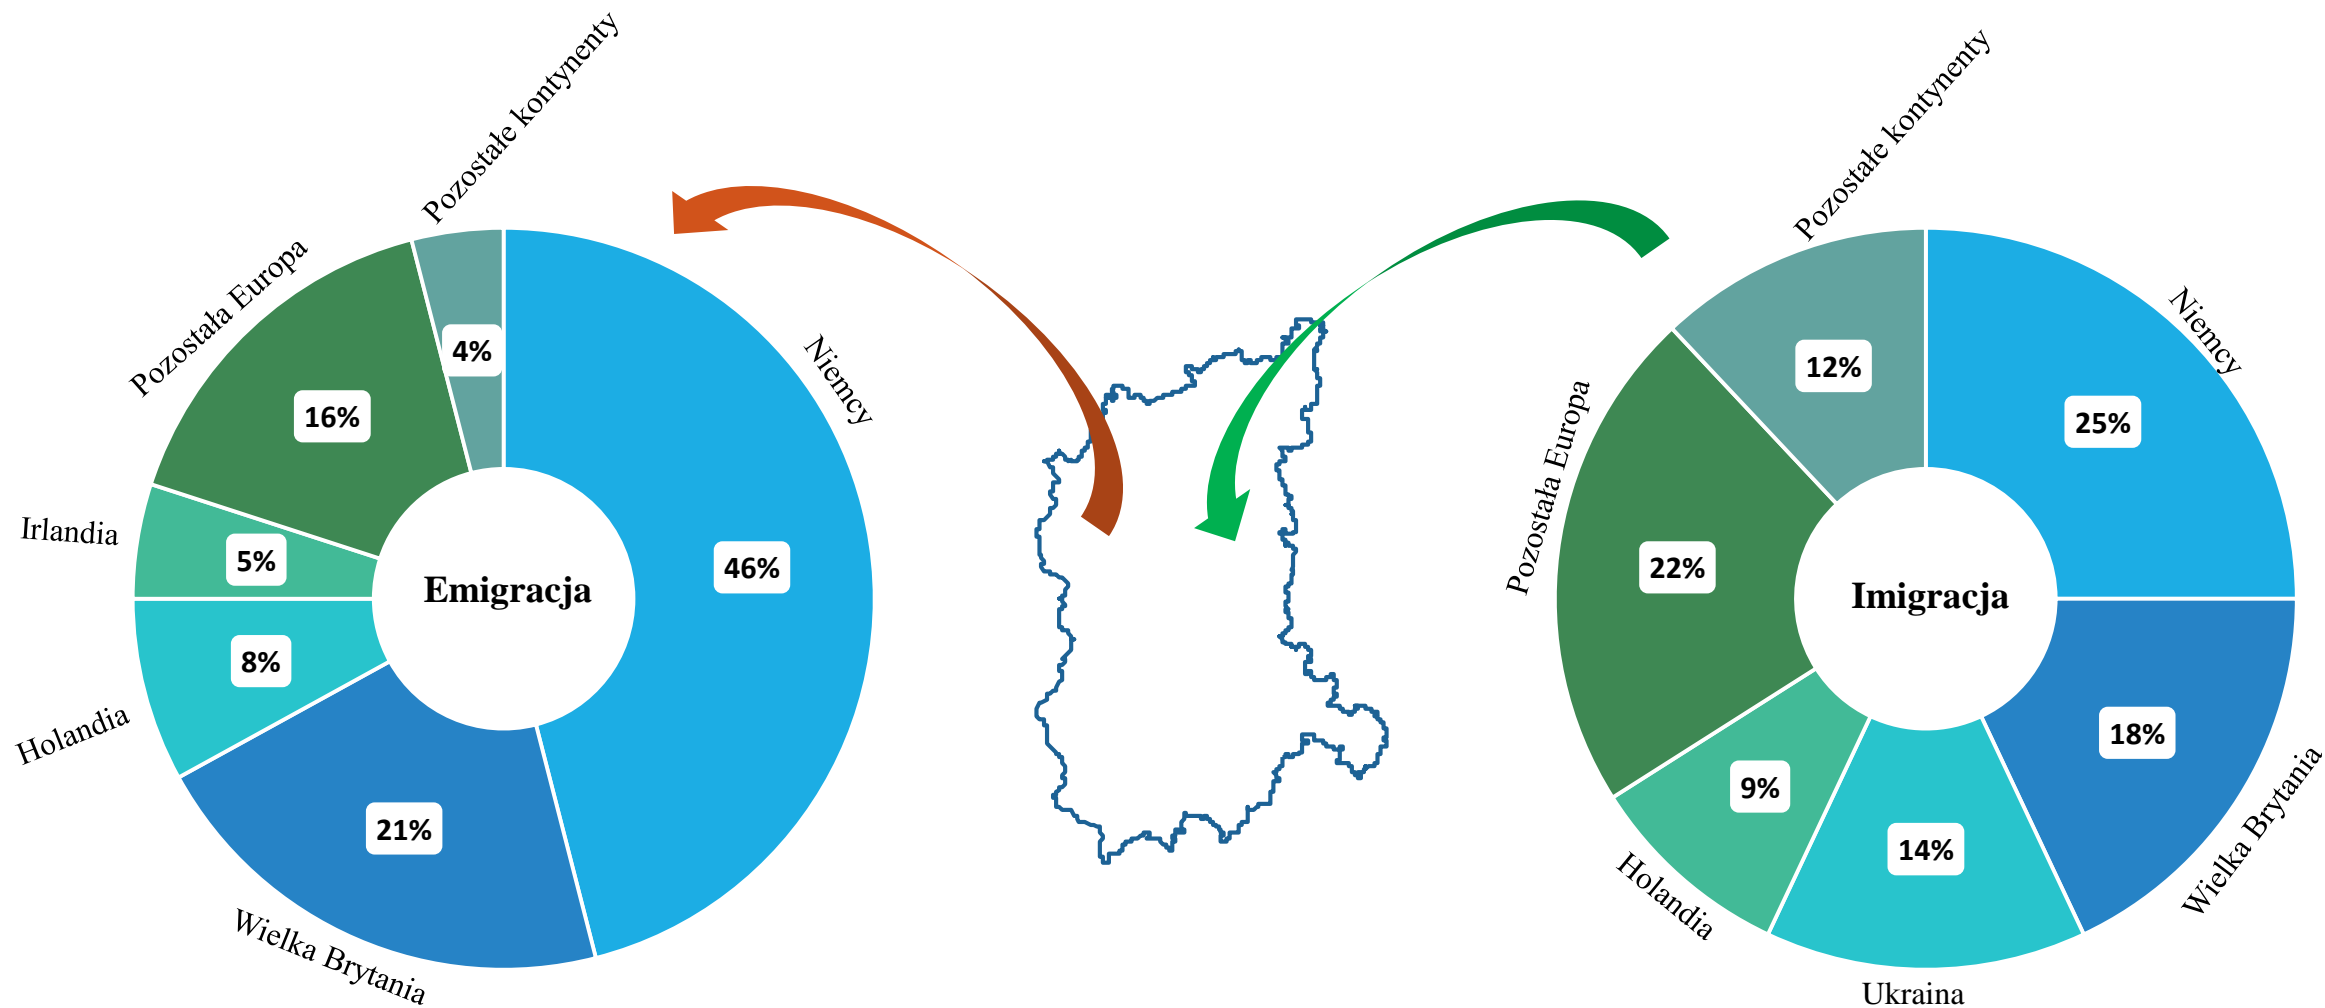 Pozostałe kontynenty
4%
Niemcy
46%
Wielka Brytania
21%
Holandia
8%
Irlandia
5%
Pozostała Europa
16%
Emigracja
Pozostałe kontynenty
12%
Niemcy
25%
Wielka Brytania
18%
Ukraina
14%
Holandia
9%
Pozostała Europa
22%
Imigracja